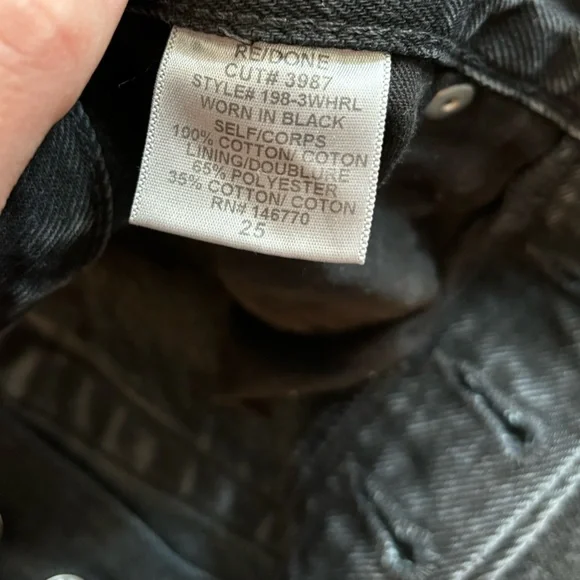 RE/DONE
CUT# 3987
STYLE# 198-3WHRL
WORN IN BLACK
SELF/CORPS
100% COTTON/ COTON
LINING/DOUBLURE
65% POLYESTER
35% COTTON/ COTON
RN# 146770
25